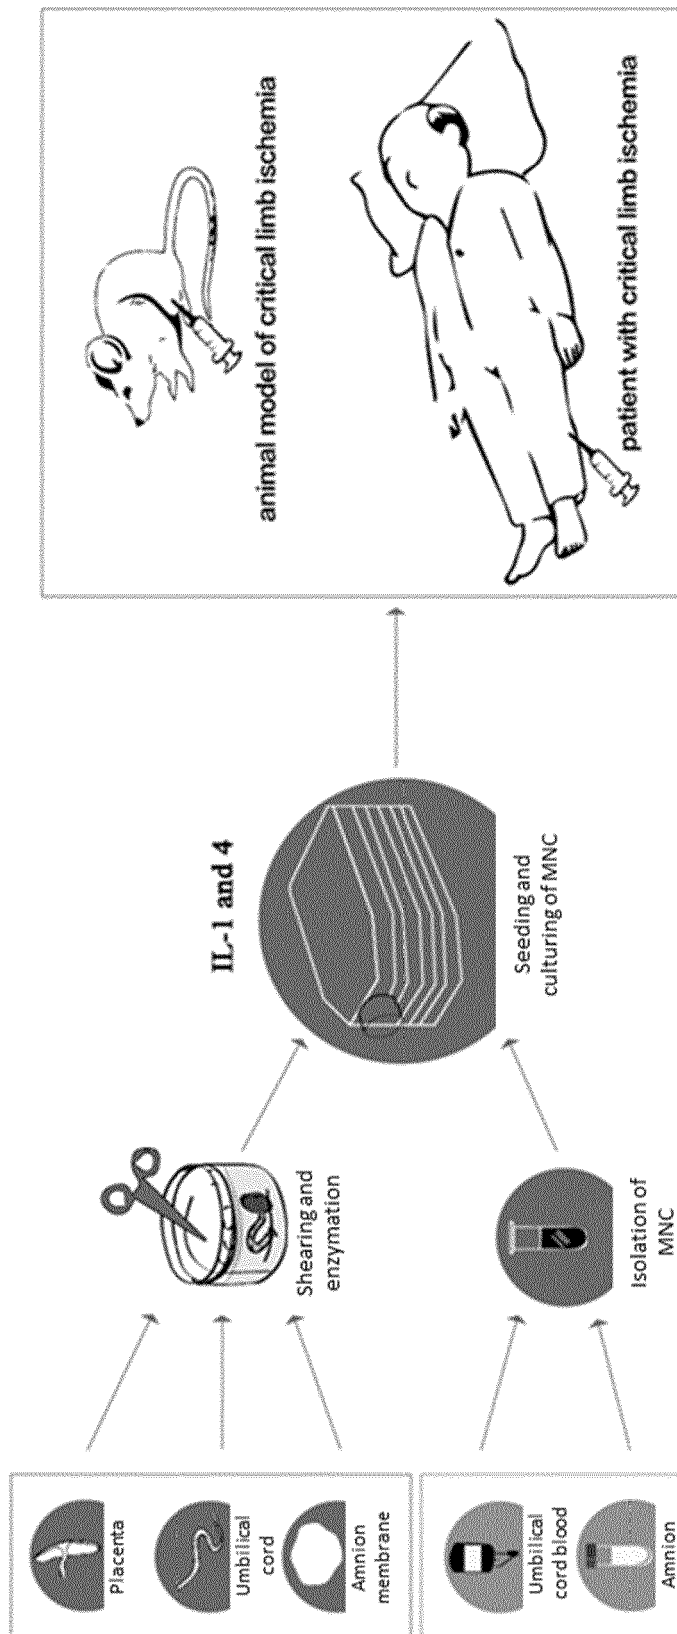 Placenta
Umbilical
cord
Amnion
membrane
Umbilical
cord blood
Amnion
Shearing and
enzymation
Isolation of
MNC
IL-1 and 4
Seeding and
culturing of MNC
animal model of critical limb ischemia
patient with critical limb ischemia